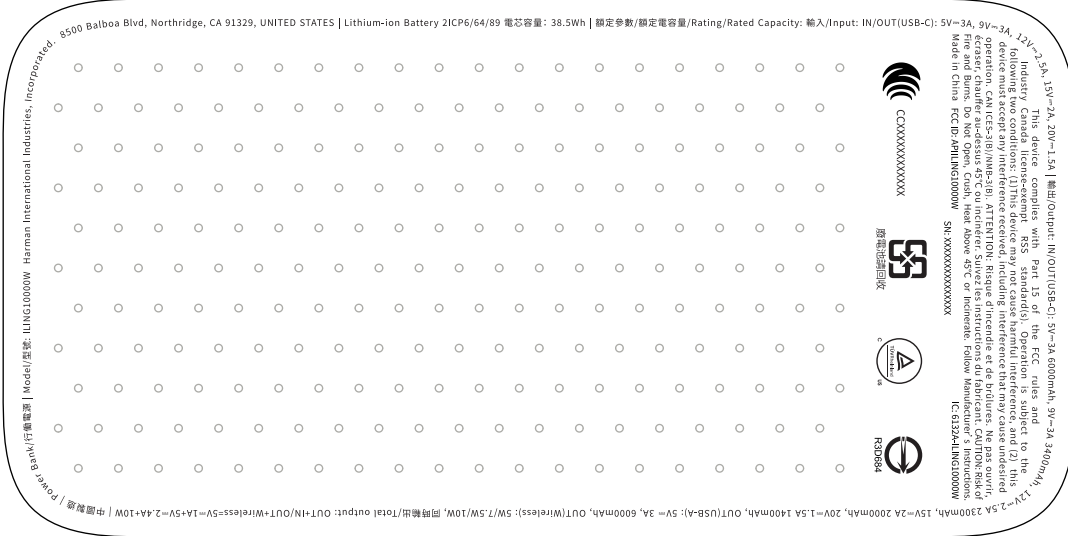 8500 Balboa Blvd, Northridge, CA 91329, UNITED STATES | Lithium-ion Battery 2ICP6/64/89 電芯容量: 38.5Wh | 額定參數/額定電容量/Rating/Rated Capacity: 輸入/Input: IN/OUT(USB-C): 5V⎓3A, 9V⎓3A, 12V⎓2.5A, 15V⎓2A, 20V⎓1.5A | 輸出/Output: IN/OUT(USB-C): 5V⎓3A 6000mAh, 9V⎓3A 3400mAh, 12V⎓2.5A 2300mAh, 15V⎓2A 2000mAh, 20V⎓1.5A 1400mAh, OUT(USB-A): 5V⎓ 3A, 6000mAh, OUT(Wireless): 5W/7.5W/10W, 同時輸出/Total output: OUT+IN/OUT+Wireless=5V⎓1A+5V⎓2.4A+10W | 中國製造 | Power Bank/行動電源 | Model/型號: ILING10000W Harman International Industries, Incorporated.
This device complies with Part 15 of the FCC rules and
Industry Canada license-exempt RSS standard(s). Operation is subject to the
following two conditions: (1)This device may not cause harmful interference, and (2) this
device must accept any interference received, including interference that may cause undesired
operation. CAN ICES-3(B)/NMB-3(B). ATTENTION: Risque d'incendie et de brûlures. Ne pas ouvrir,
écraser, chauffer au-dessus 45°C ou incinérer. Suivez les instructions du fabricant. CAUTION: Risk of
Fire and Burns. Do Not Open, Crush, Heat Above 45°C or Incinerate. Follow Manufacturer's Instructions
Made in China FCC ID: APIILING10000W IC: 6132A-ILING10000W
SN: XXXXXXXXXXXXXXXX
CCXXXXXXXXXXXXX
廢電池請回收
TÜVRheinland
C US
R3D684